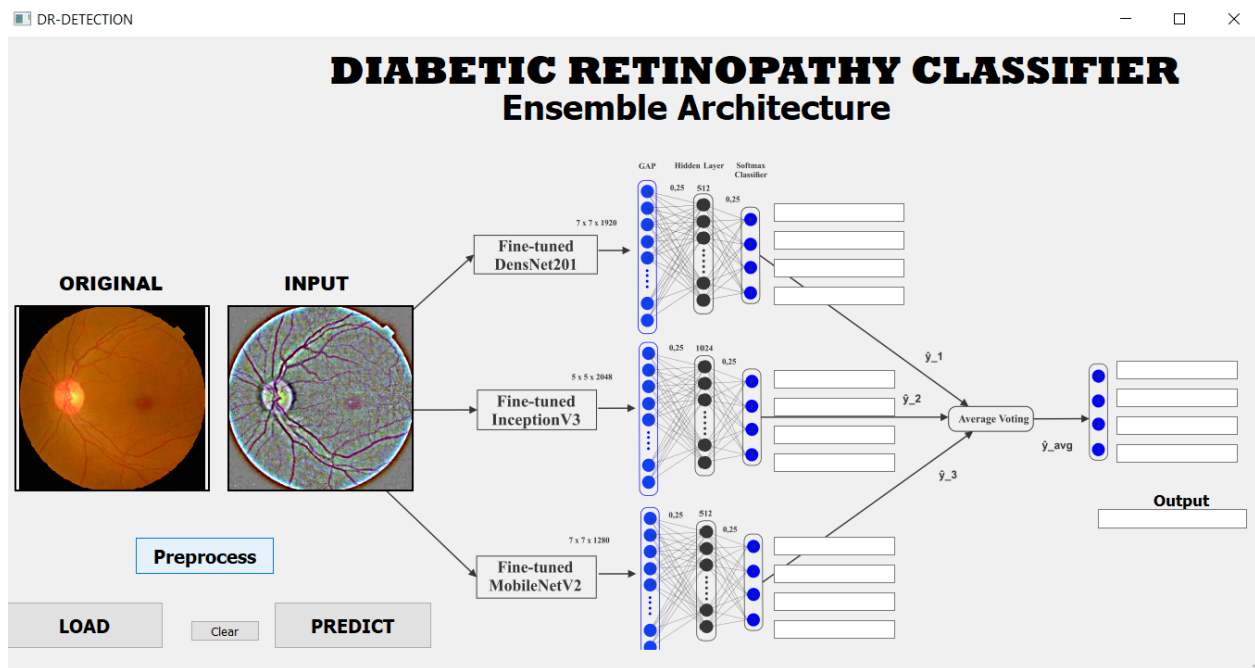 DR-DETECTION
DIABETIC RETINOPATHY CLASSIFIER
Ensemble Architecture
GAP
Hidden Layer
Softmax
Classifier
0,25
512
0,25
7 x 7 x 1920
Fine-tuned
DensNet201
ORIGINAL
INPUT
0,25
1024
0,25
5 x 5 x 2048
Fine-tuned
InceptionV3
ŷ_1
ŷ_2
Average Voting
ŷ_avg
ŷ_3
Output
0,25
512
0,25
7 x 7 x 1280
Fine-tuned
MobileNetV2
Preprocess
LOAD
Clear
PREDICT